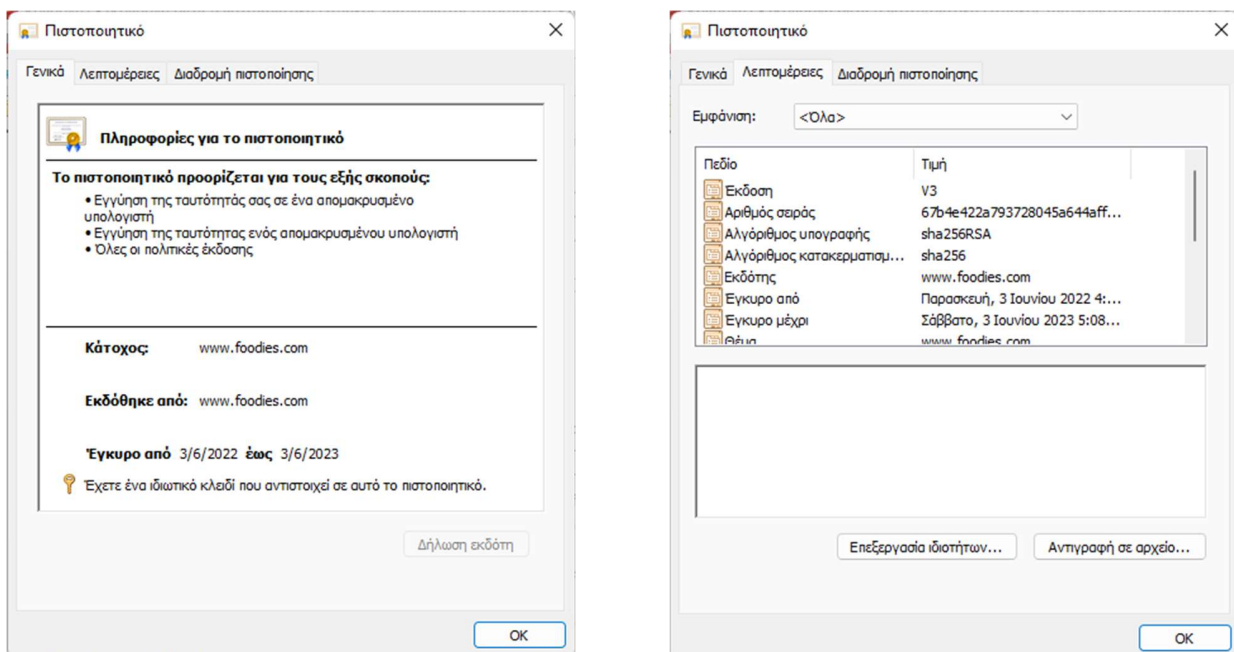 Πιστοποιητικό
Γενικά Λεπτομέρειες Διαδρομή πιστοποίησης
Πληροφορίες για το πιστοποιητικό
Το πιστοποιητικό προορίζεται για τους εξής σκοπούς:
• Εγγύηση της ταυτότητάς σας σε ένα απομακρυσμένο
υπολογιστή
• Εγγύηση της ταυτότητας ενός απομακρυσμένου υπολογιστή
• Όλες οι πολιτικές έκδοσης
Κάτοχος: www.foodies.com
Εκδόθηκε από: www.foodies.com
Έγκυρο από 3/6/2022 έως 3/6/2023
Έχετε ένα ιδιωτικό κλειδί που αντιστοιχεί σε αυτό το πιστοποιητικό.
Δήλωση εκδότη
OK
Πιστοποιητικό
Γενικά Λεπτομέρειες Διαδρομή πιστοποίησης
Εμφάνιση: <Όλα>
Πεδίο Τιμή
Έκδοση V3
Αριθμός σειράς 67b4e422a793728045a644aff...
Αλγόριθμος υπογραφής sha256RSA
Αλγόριθμος κατακερματισμ... sha256
Εκδότης www.foodies.com
Έγκυρο από Παρασκευή, 3 Ιουνίου 2022 4:...
Έγκυρο μέχρι Σάββατο, 3 Ιουνίου 2023 5:08...
Θέμα www.foodies.com
Επεξεργασία ιδιοτήτων... Αντιγραφή σε αρχείο...
OK